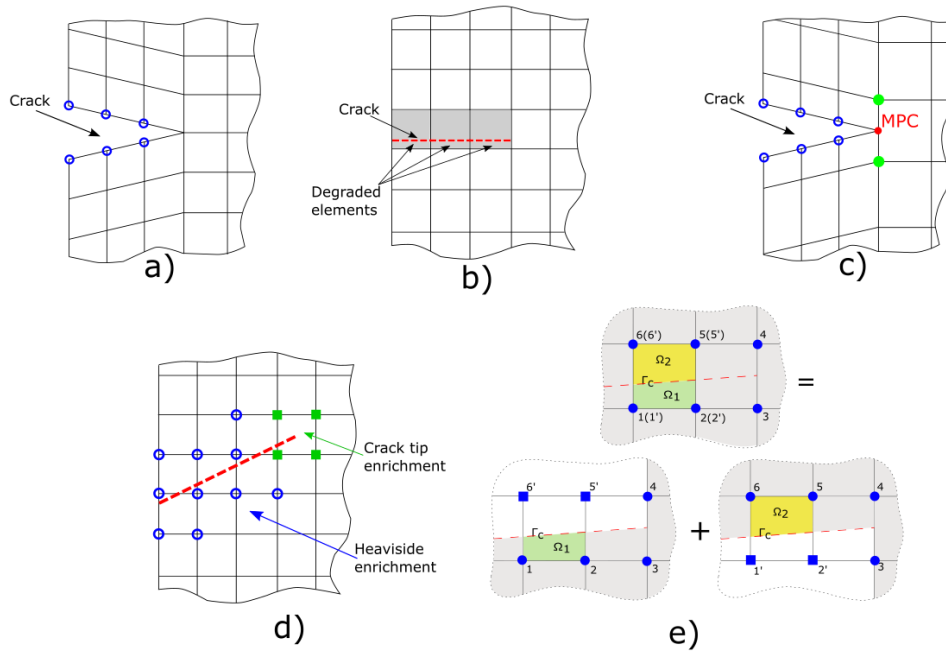 Crack
a)
Crack
Degraded
elements
b)
Crack
MPC
c)
Crack tip
enrichment
Heaviside
enrichment
d)
6(6') 5(5') 4
Ω2
Γc
Ω1
1(1') 2(2') 3
=
6' 5' 4
Γc
Ω1
1 2 3
+
6 5 4
Ω2
Γc
1' 2' 3
e)